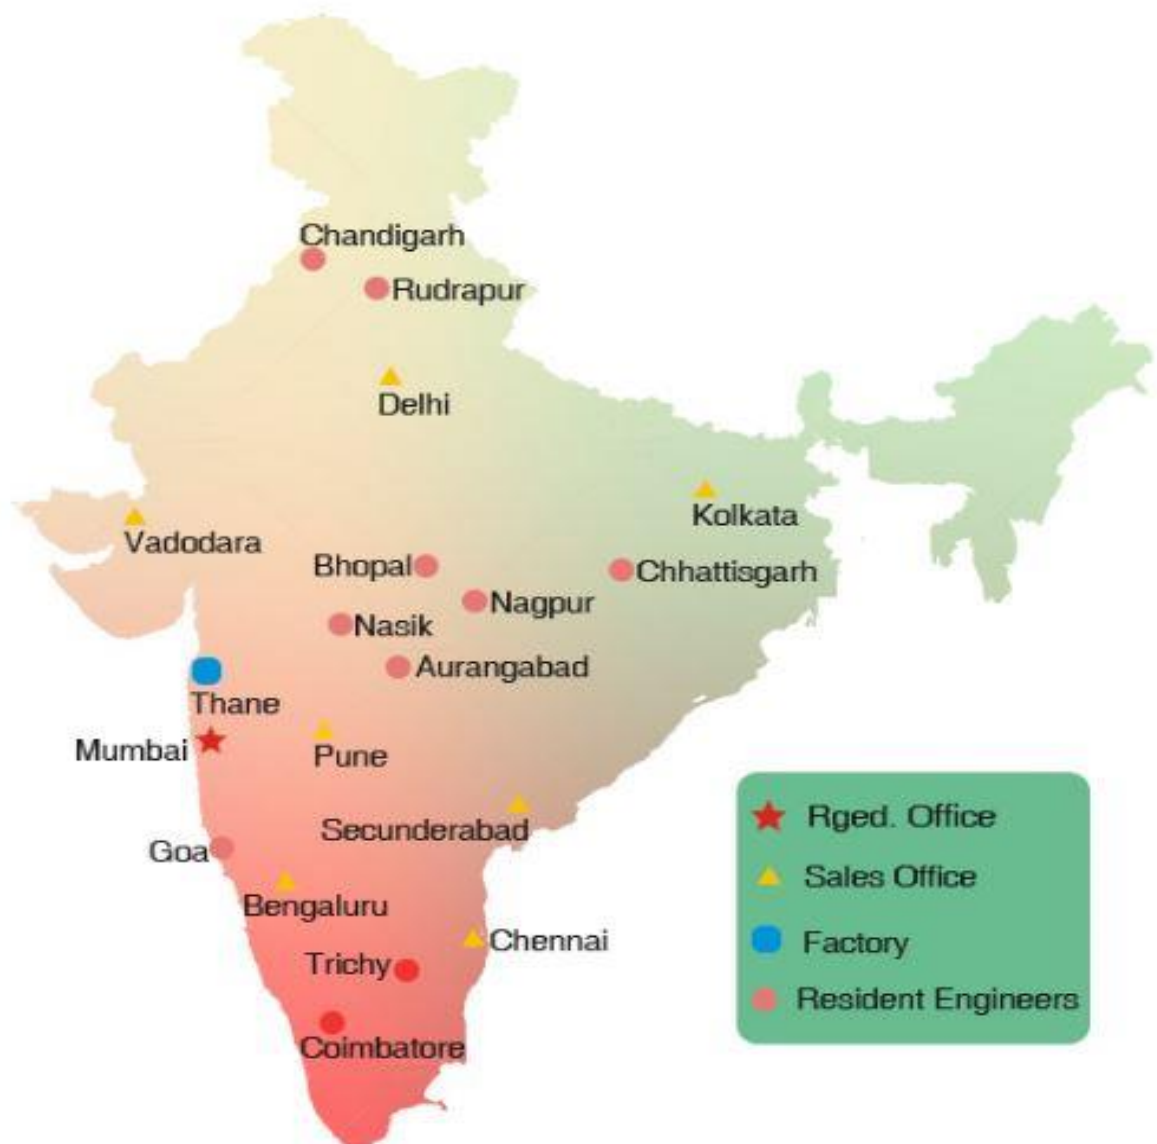 Chandigarh
Rudrapur
Delhi
Kolkata
Vadodara
Bhopal
Chhattisgarh
Nagpur
Nasik
Aurangabad
Thane
Mumbai
Pune
Secunderabad
Goa
Bengaluru
Chennai
Trichy
Coimbatore
Rged. Office
Sales Office
Factory
Resident Engineers